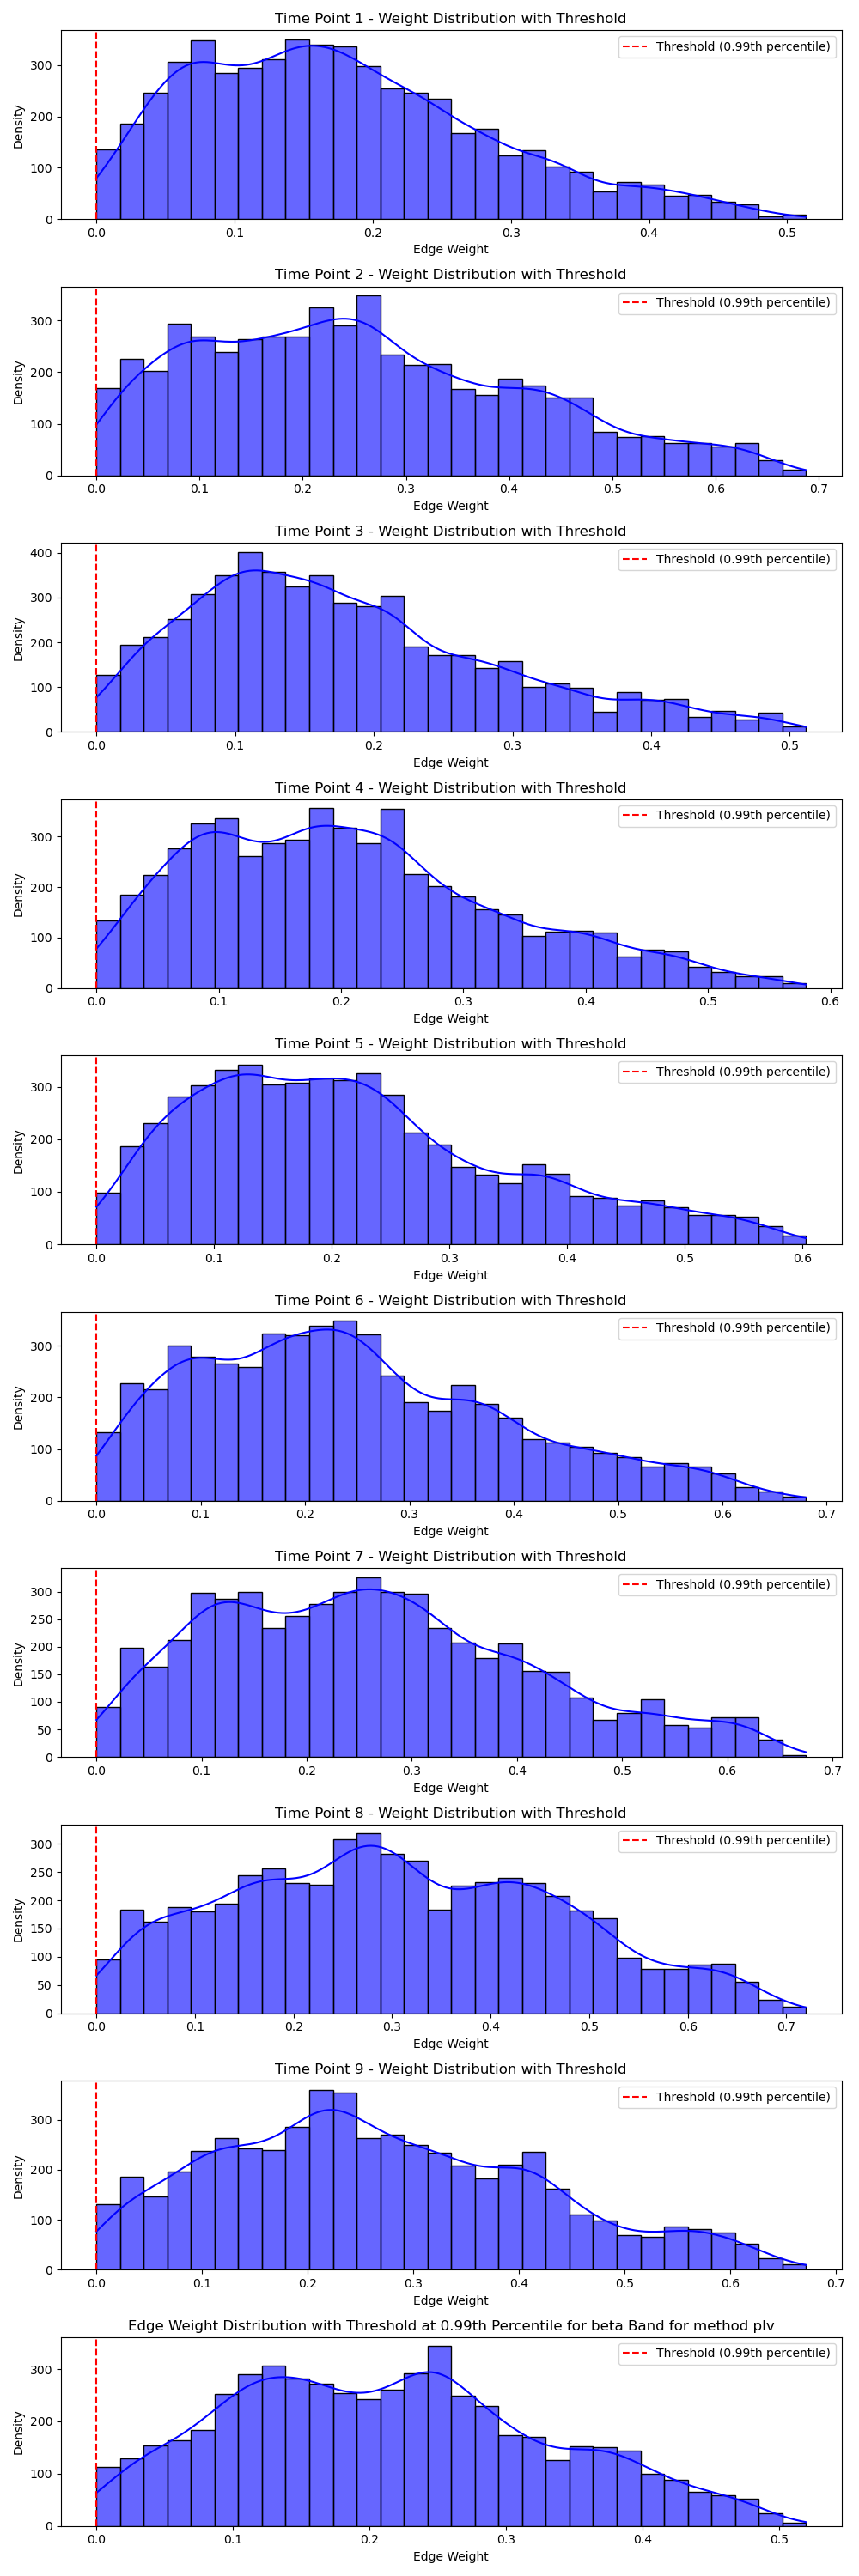 Time Point 1 - Weight Distribution with Threshold
Density
300
200
100
0
Threshold (0.99th percentile)
0.0 0.1 0.2 0.3 0.4 0.5
Edge Weight
Time Point 2 - Weight Distribution with Threshold
Density
300
200
100
0
Threshold (0.99th percentile)
0.0 0.1 0.2 0.3 0.4 0.5 0.6 0.7
Edge Weight
Time Point 3 - Weight Distribution with Threshold
Density
400
300
200
100
0
Threshold (0.99th percentile)
0.0 0.1 0.2 0.3 0.4 0.5
Edge Weight
Time Point 4 - Weight Distribution with Threshold
Density
300
200
100
0
Threshold (0.99th percentile)
0.0 0.1 0.2 0.3 0.4 0.5 0.6
Edge Weight
Time Point 5 - Weight Distribution with Threshold
Density
300
200
100
0
Threshold (0.99th percentile)
0.0 0.1 0.2 0.3 0.4 0.5 0.6
Edge Weight
Time Point 6 - Weight Distribution with Threshold
Density
300
200
100
0
Threshold (0.99th percentile)
0.0 0.1 0.2 0.3 0.4 0.5 0.6 0.7
Edge Weight
Time Point 7 - Weight Distribution with Threshold
Density
300
250
200
150
100
50
0
Threshold (0.99th percentile)
0.0 0.1 0.2 0.3 0.4 0.5 0.6 0.7
Edge Weight
Time Point 8 - Weight Distribution with Threshold
Density
300
250
200
150
100
50
0
Threshold (0.99th percentile)
0.0 0.1 0.2 0.3 0.4 0.5 0.6 0.7
Edge Weight
Time Point 9 - Weight Distribution with Threshold
Density
300
200
100
0
Threshold (0.99th percentile)
0.0 0.1 0.2 0.3 0.4 0.5 0.6 0.7
Edge Weight
Edge Weight Distribution with Threshold at 0.99th Percentile for beta Band for method plv
Density
300
200
100
0
Threshold (0.99th percentile)
0.0 0.1 0.2 0.3 0.4 0.5
Edge Weight